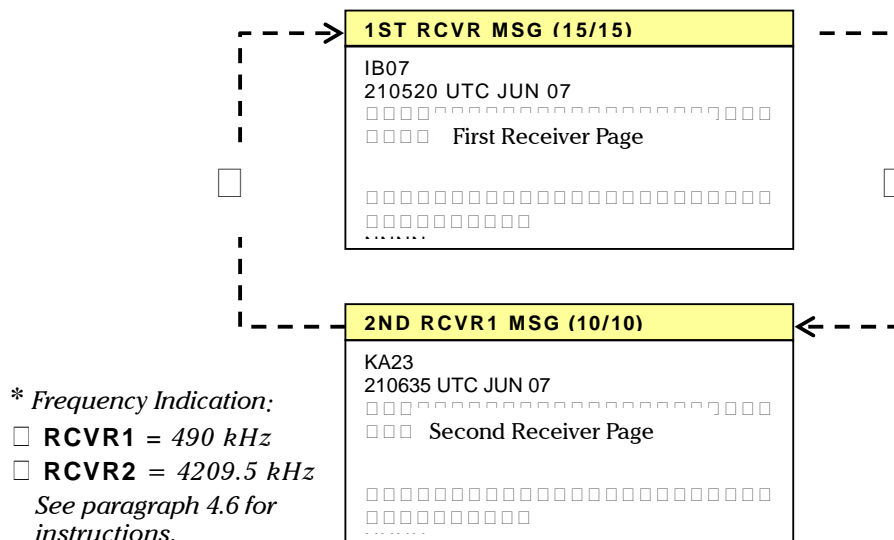 1ST RCVR MSG (15/15)
IB07
210520 UTC JUN 07
First Receiver Page
NNNN
2ND RCVR1 MSG (10/10)
KA23
210635 UTC JUN 07
Second Receiver Page
* Frequency Indication:
RCVR1 = 490 kHz
RCVR2 = 4209.5 kHz
See paragraph 4.6 for
instructions.